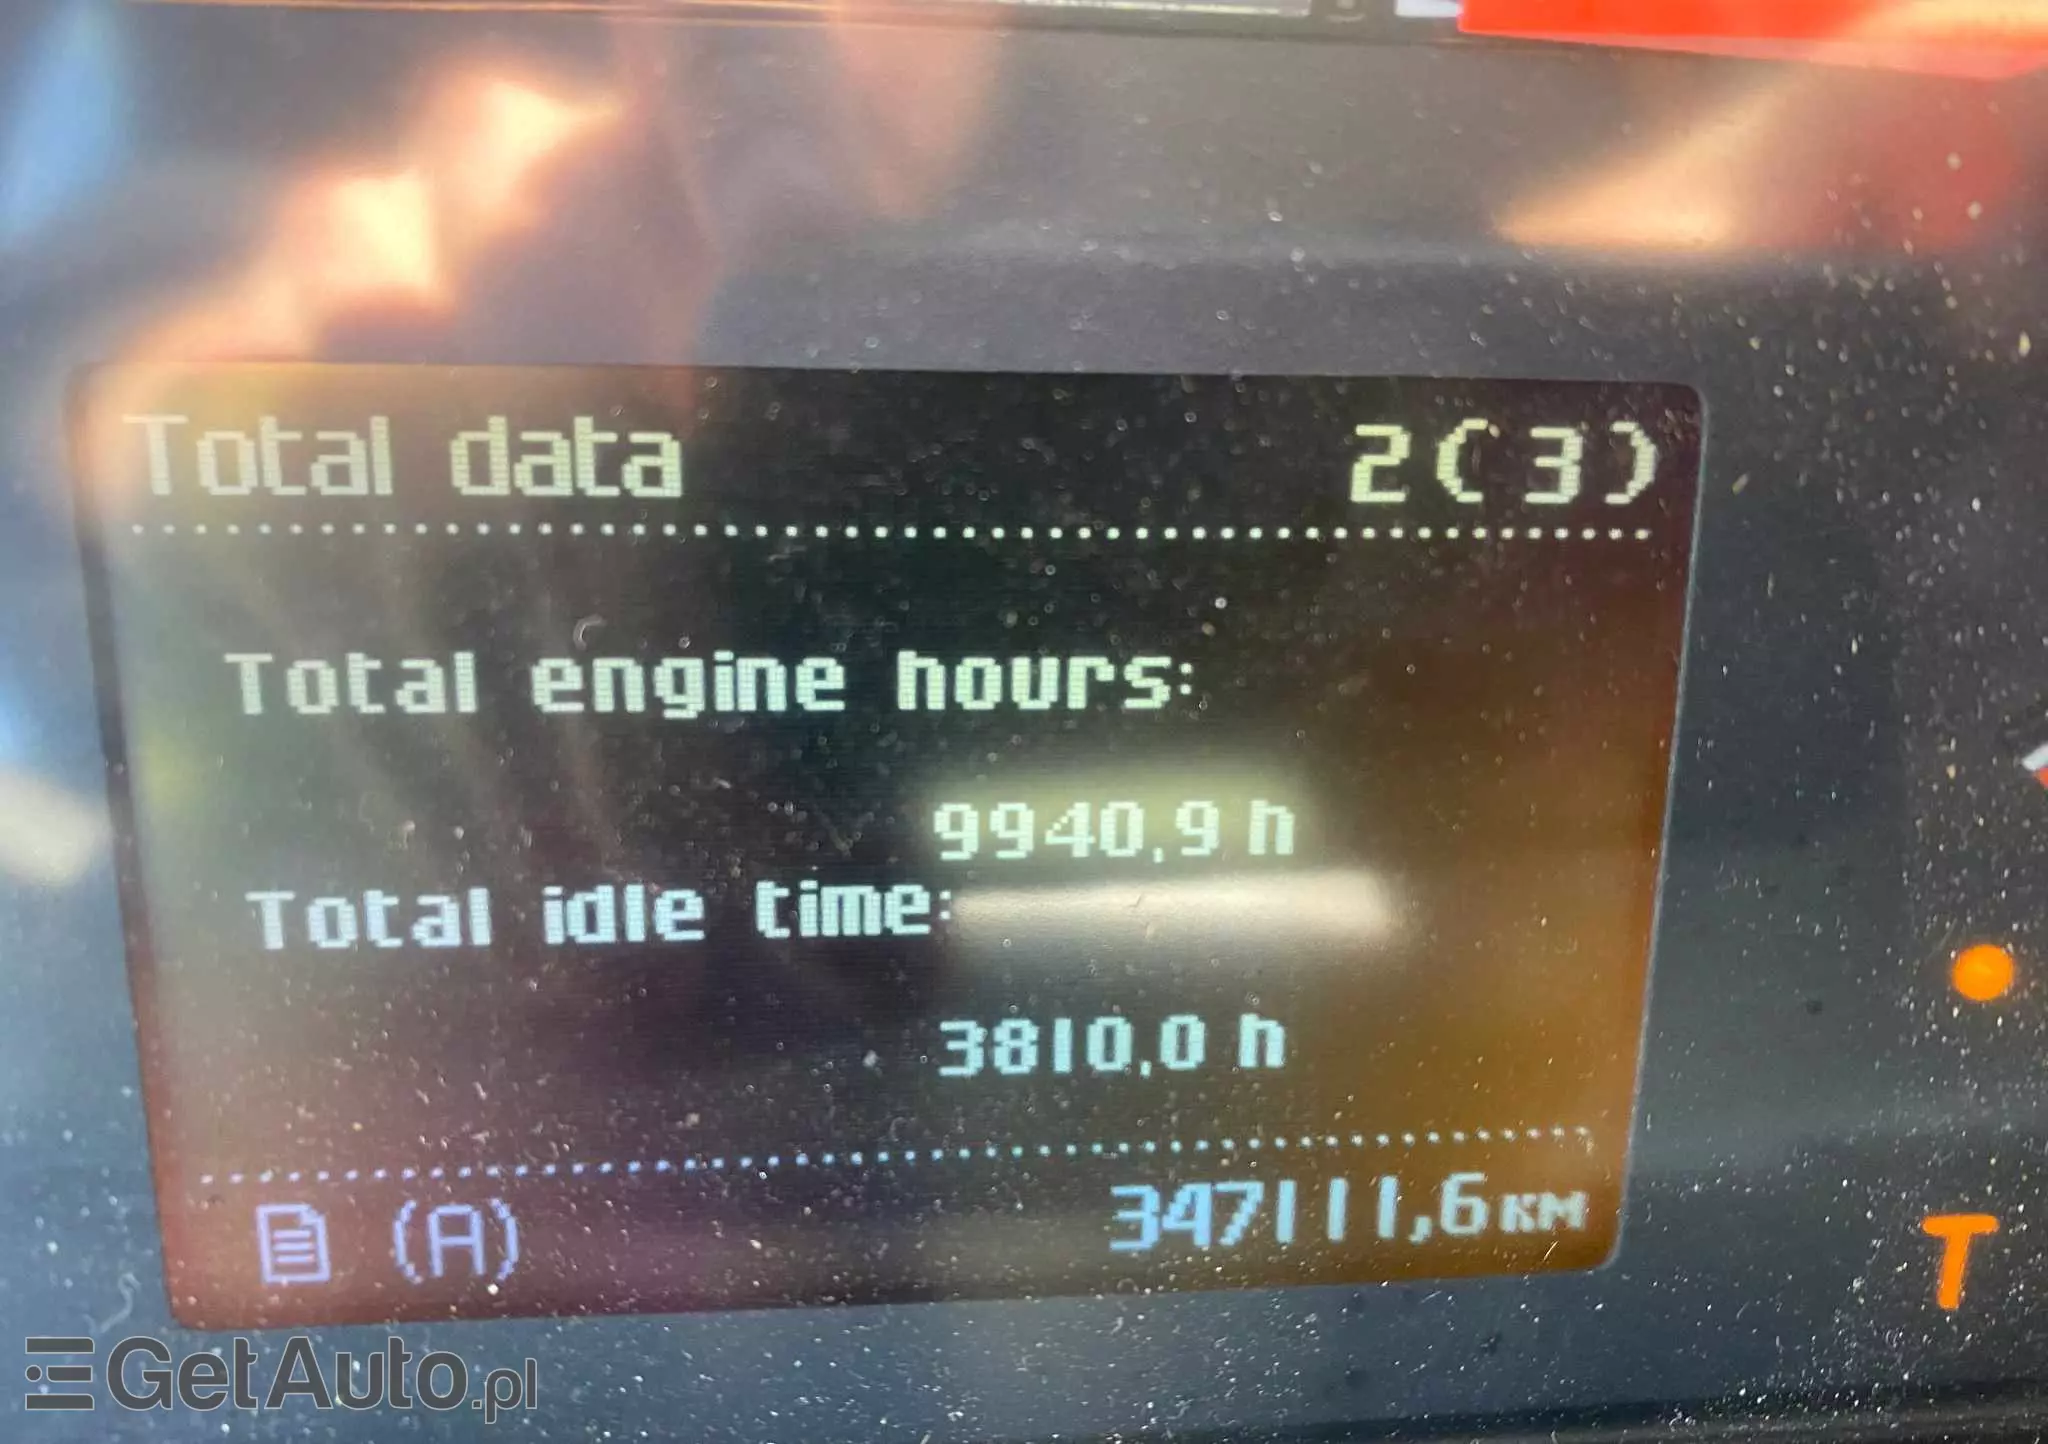 Total data 2(3)
Total engine hours:
9940.9 h
Total idle time:
3810.0 h
(A) 347111,6км
T
GetAuto.pl